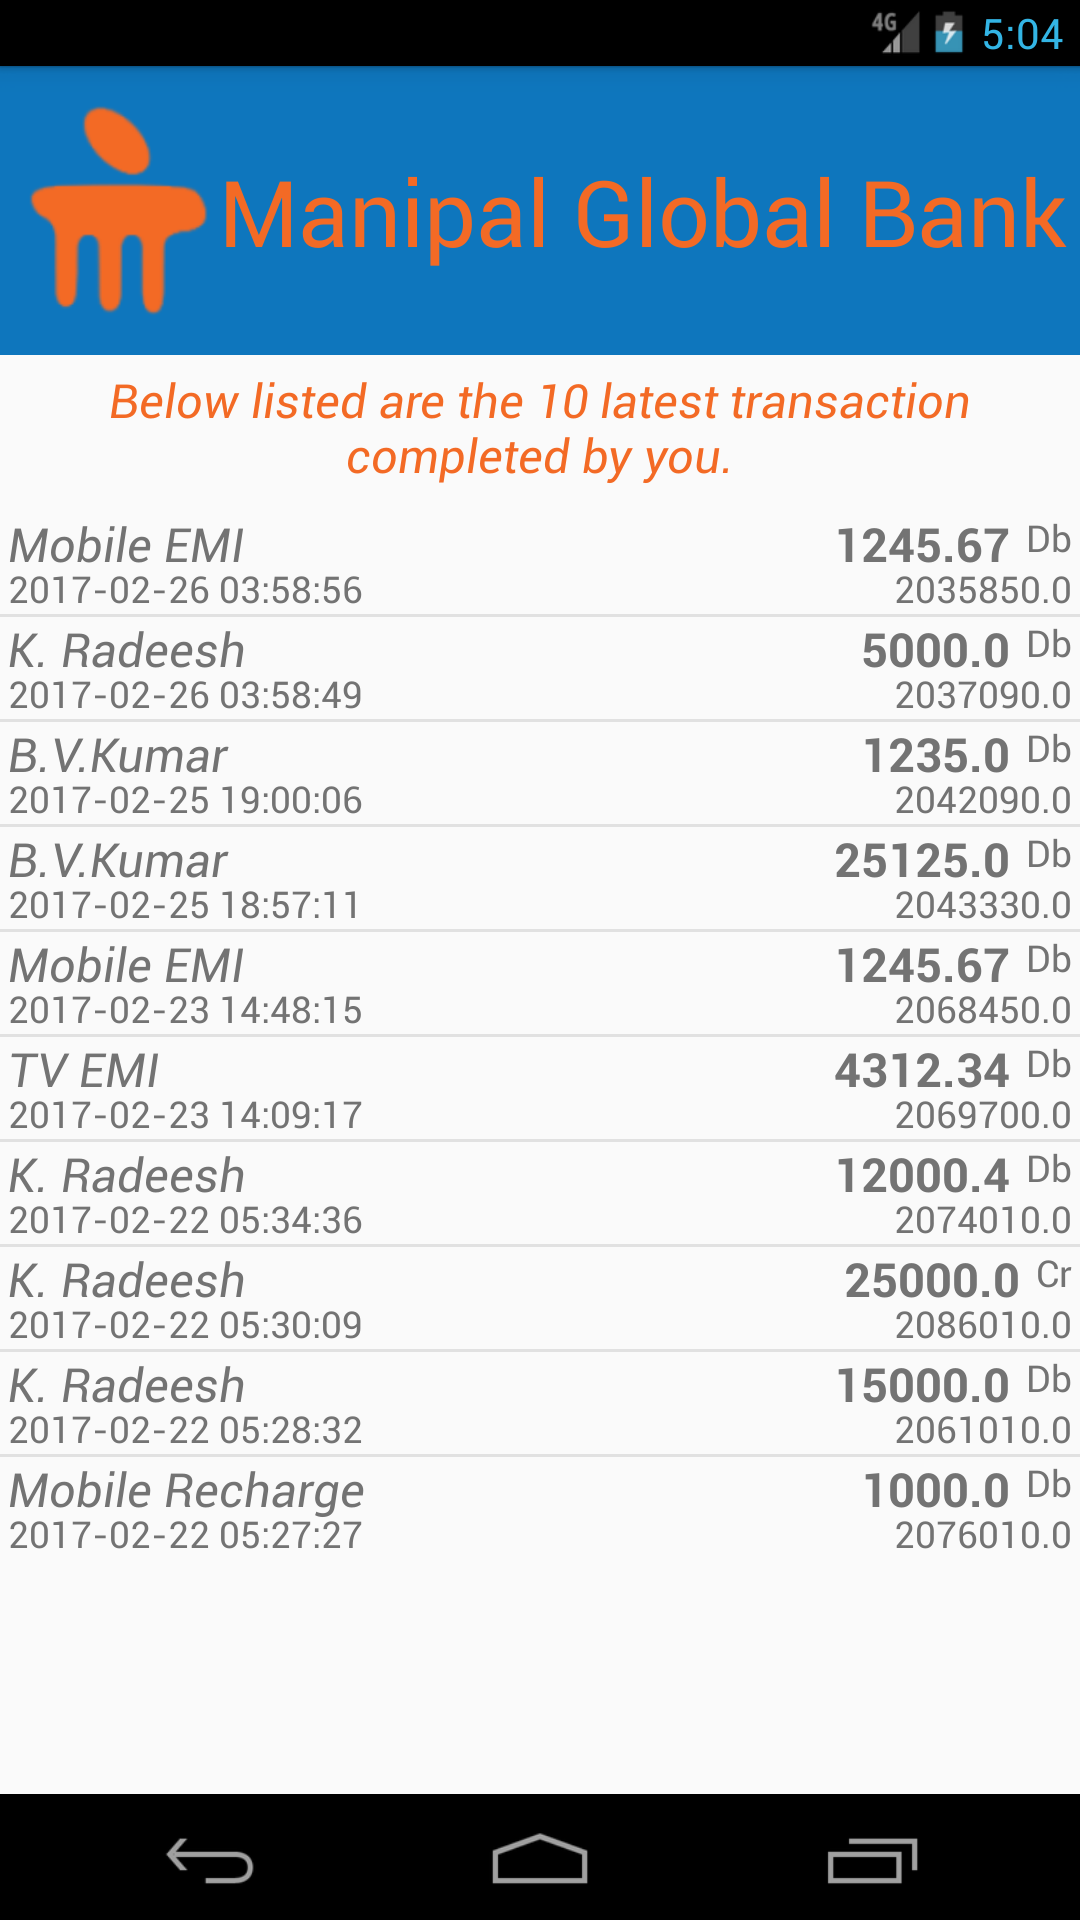 4G 5:04
Manipal Global Bank
Below listed are the 10 latest transaction
completed by you.
Mobile EMI 1245.67 Db
2017-02-26 03:58:56 2035850.0
K. Radeesh 5000.0 Db
2017-02-26 03:58:49 2037090.0
B.V.Kumar 1235.0 Db
2017-02-25 19:00:06 2042090.0
B.V.Kumar 25125.0 Db
2017-02-25 18:57:11 2043330.0
Mobile EMI 1245.67 Db
2017-02-23 14:48:15 2068450.0
TV EMI 4312.34 Db
2017-02-23 14:09:17 2069700.0
K. Radeesh 12000.4 Db
2017-02-22 05:34:36 2074010.0
K. Radeesh 25000.0 Cr
2017-02-22 05:30:09 2086010.0
K. Radeesh 15000.0 Db
2017-02-22 05:28:32 2061010.0
Mobile Recharge 1000.0 Db
2017-02-22 05:27:27 2076010.0